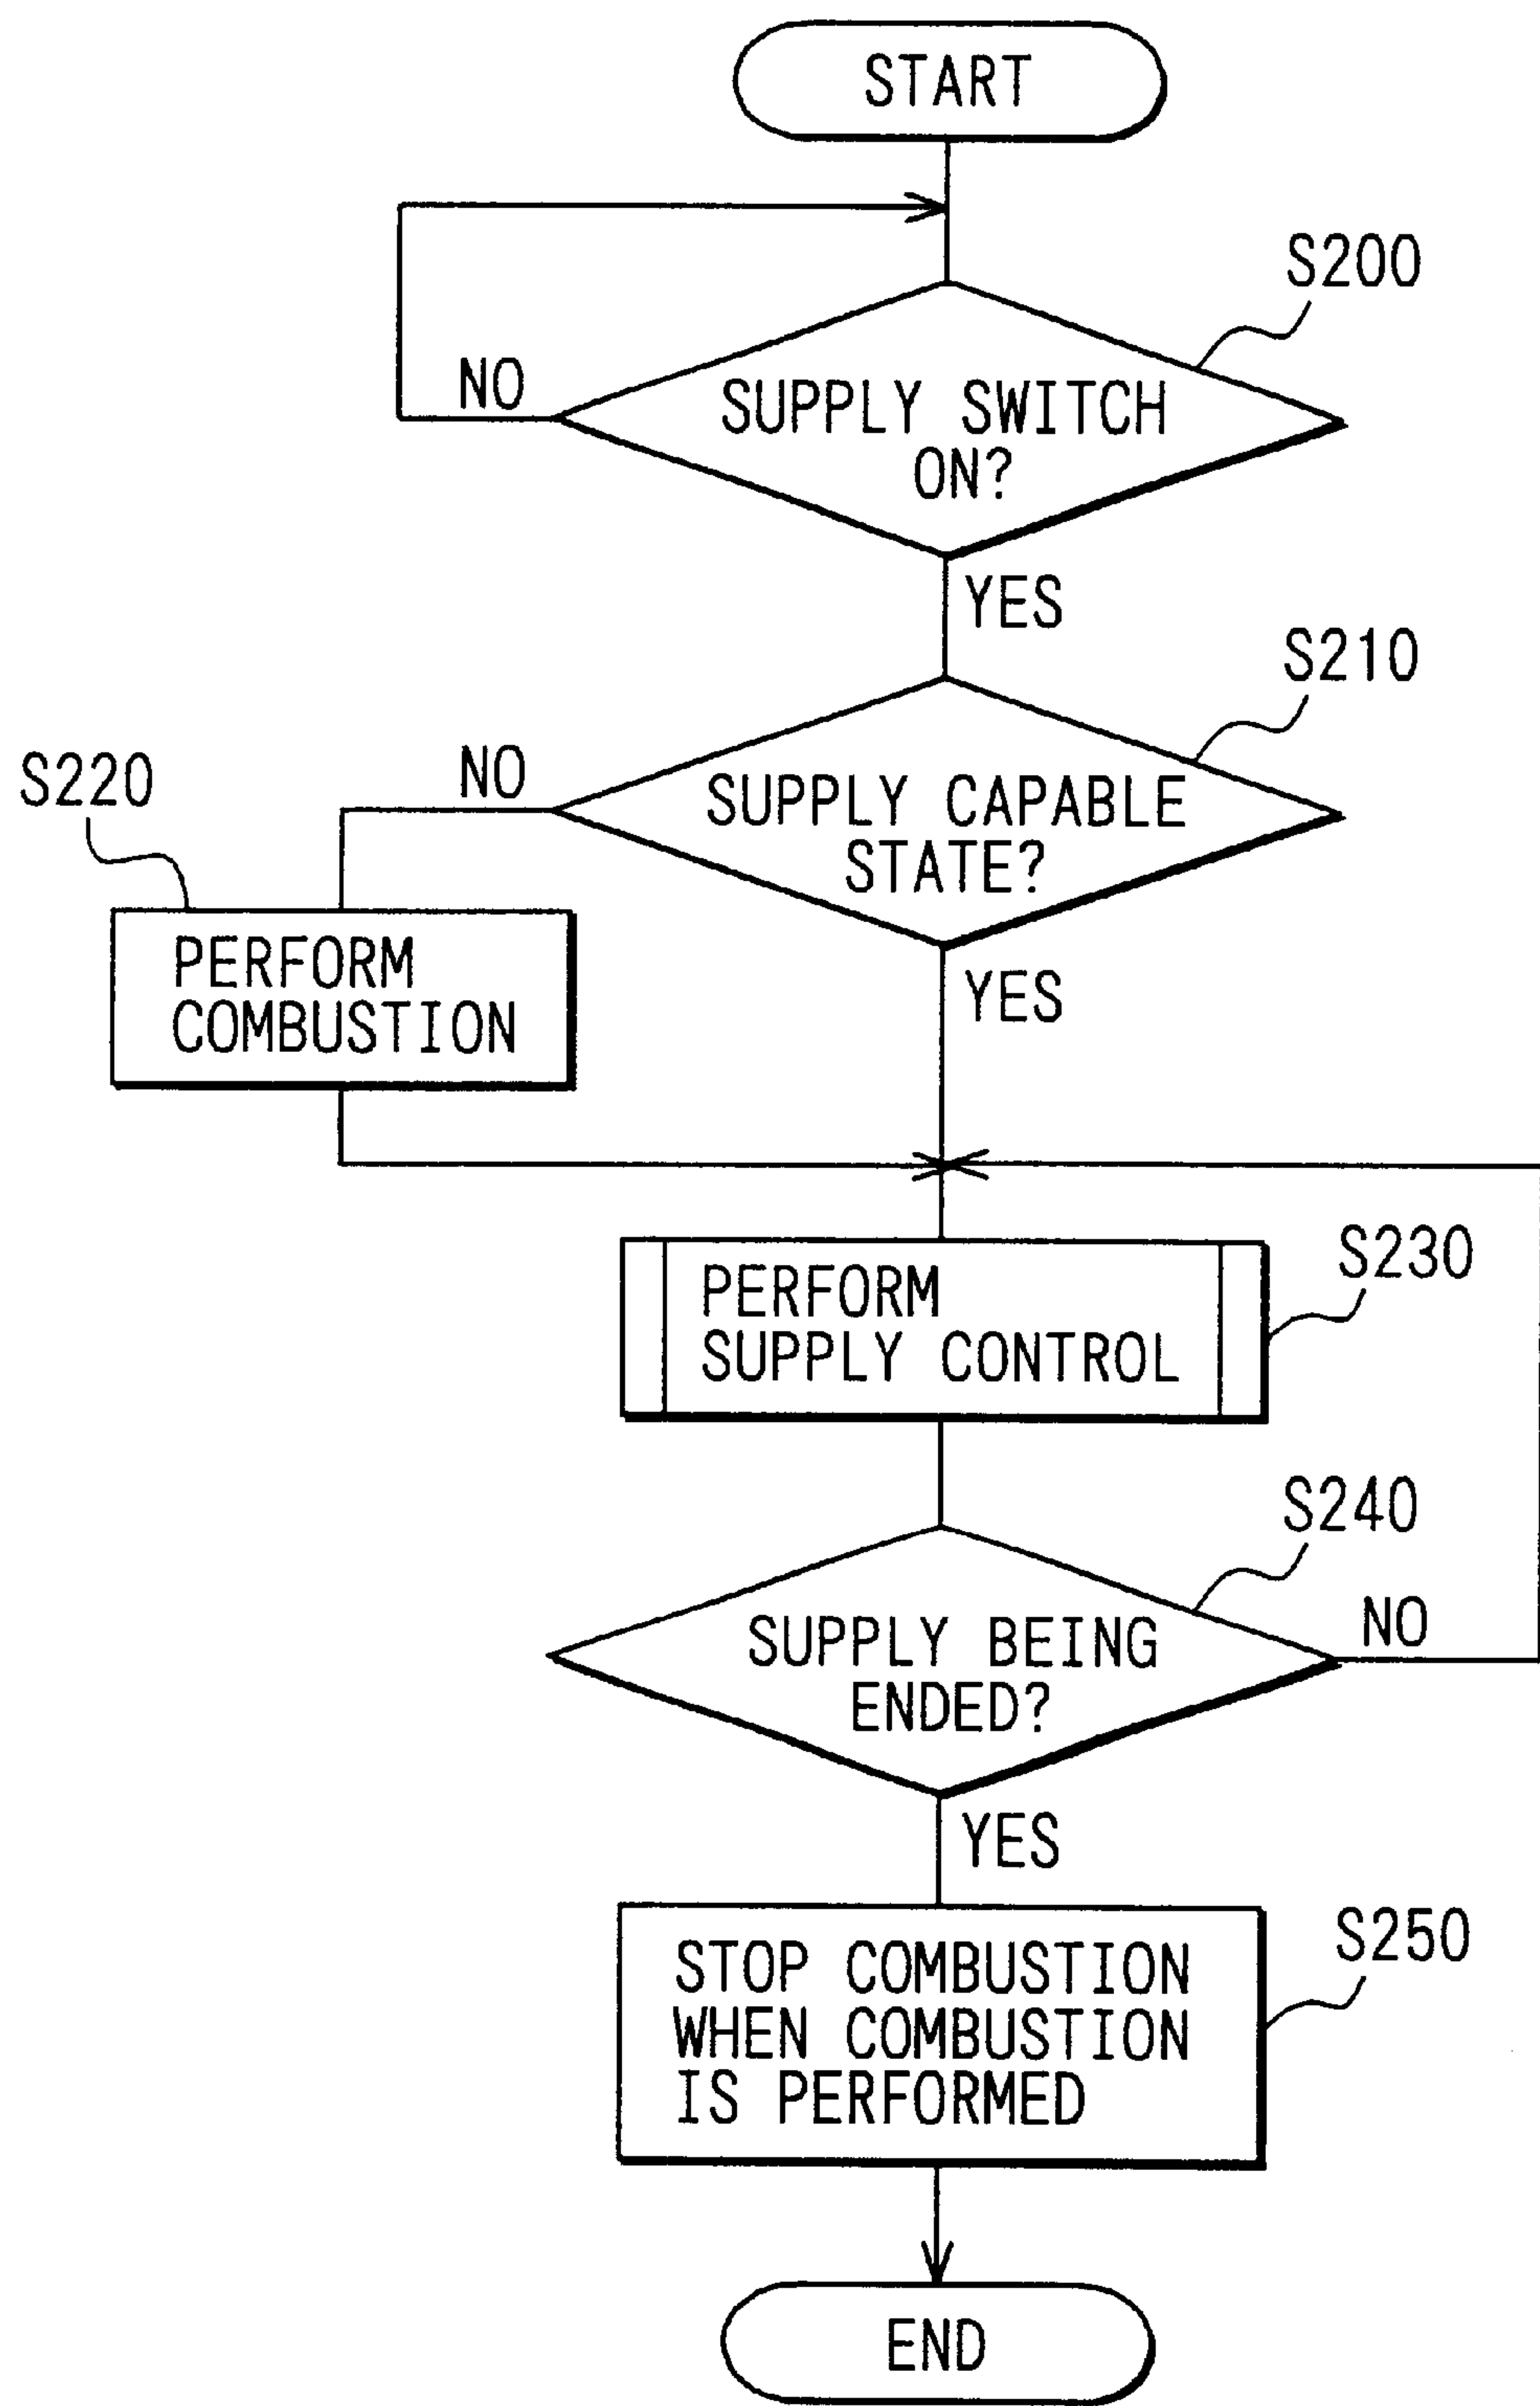 START
S200
NO
SUPPLY SWITCH
ON?
YES
S210
S220
NO
SUPPLY CAPABLE
STATE?
PERFORM
COMBUSTION
YES
S230
PERFORM
SUPPLY CONTROL
S240
NO
SUPPLY BEING
ENDED?
YES
S250
STOP COMBUSTION
WHEN COMBUSTION
IS PERFORMED
END